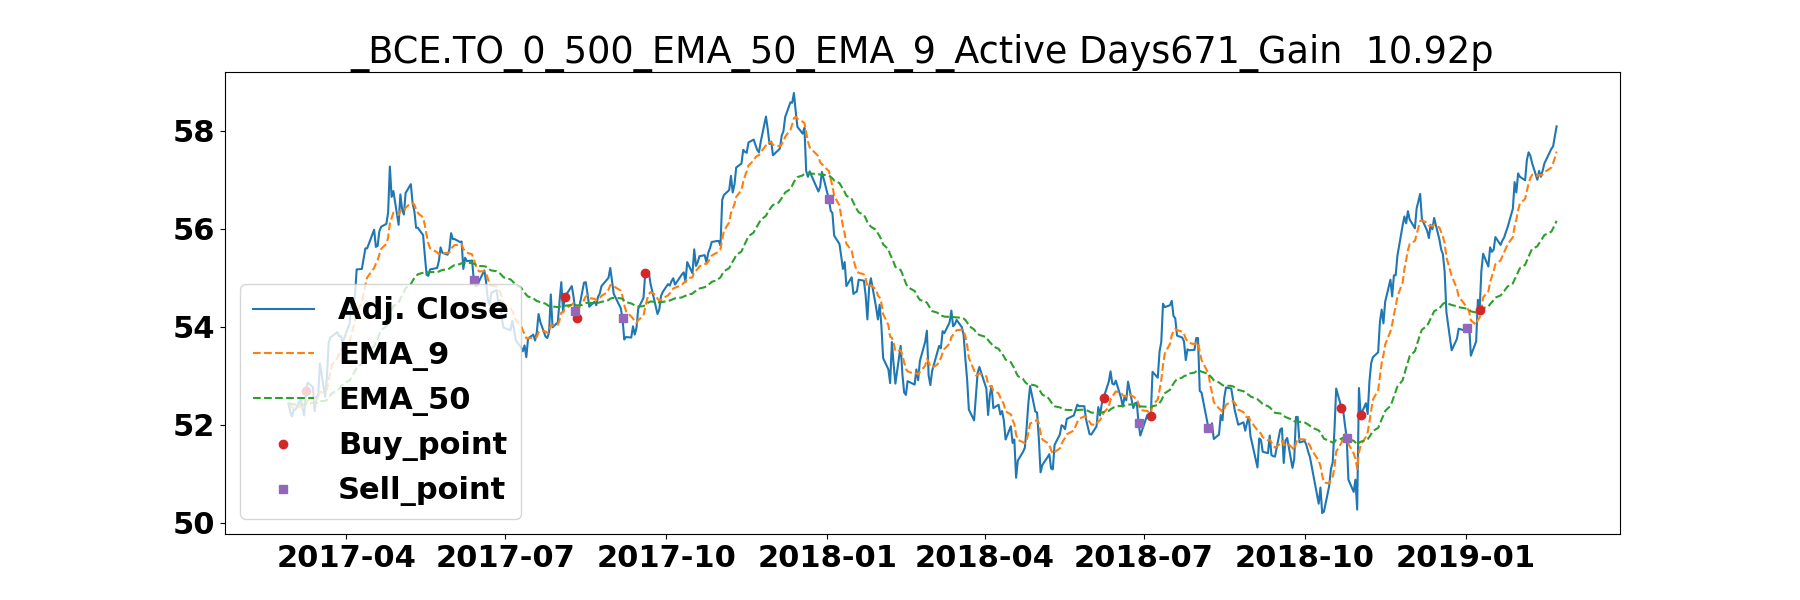 _BCE.TO_0_500_EMA_50_EMA_9_Active Days671_Gain  10.92p
58
56
54
52
50
Adj. Close
EMA_9
EMA_50
Buy_point
Sell_point
2017-04 2017-07 2017-10 2018-01 2018-04 2018-07 2018-10 2019-01